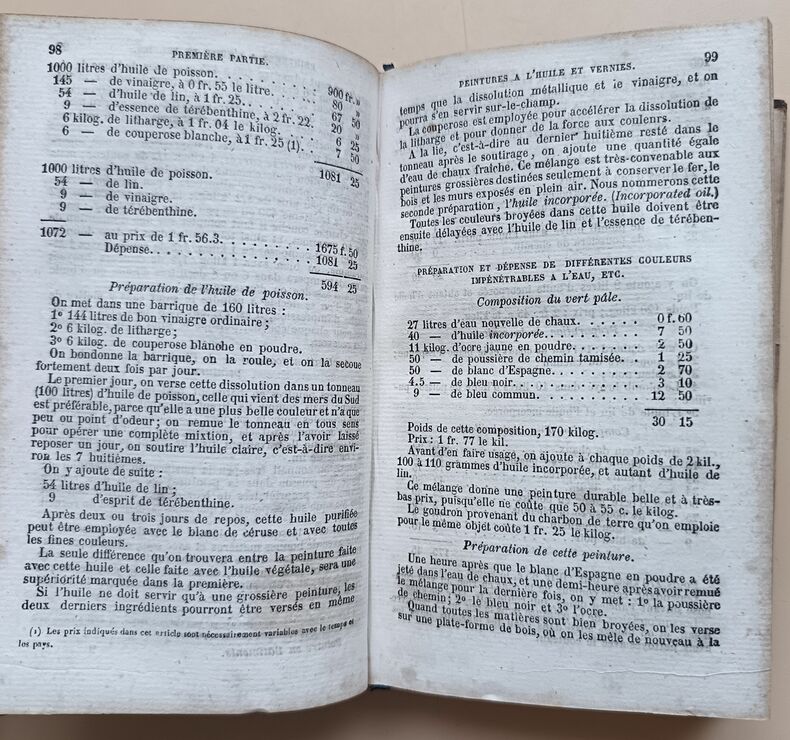 98
PREMIÈRE PARTIE.
1000 litres d'huile de poisson. . . . . . . . . 900 fr. »
145 — de vinaigre, à 0 fr. 55 le litre. . . . 80 »
54 — d'huile de lin, à 1 fr. 25. . . . . . . 67 50
9 — d'essence de térébenthine, à 2 fr. 22. 20 »
6 kilog. de litharge, à 1 fr. 04 le kilog. . . . 6 25
6 — de couperose blanche, à 1 fr. 25 (1). . 7 50
1081 25
1000 litres d'huile de poisson.
54 — de lin.
9 — de vinaigre.
9 — de térébenthine.
1072 — au prix de 1 fr. 56.3. . . . . . . . . 1675 f. 50
Dépense. . . . . . . . . . . . 1081 25
594 25
Préparation de l'huile de poisson.
On met dans une barrique de 160 litres :
1º 144 litres de bon vinaigre ordinaire ;
2º 6 kilog. de litharge ;
3º 6 kilog. de couperose blanche en poudre.
On bondonne la barrique, on la roule, et on la secoue
fortement deux fois par jour.
Le premier jour, on verse cette dissolution dans un tonneau
(100 litres) d'huile de poisson, celle qui vient des mers du Sud
est préférable, parce qu'elle a une plus belle couleur et n'a que
peu ou point d'odeur ; on remue le tonneau en tous sens
pour opérer une complète mixtion, et après l'avoir laissé
reposer un jour, on soutire l'huile claire, c'est-à-dire envi-
ron les 7 huitièmes.
On y ajoute de suite :
54 litres d'huile de lin ;
9 d'esprit de térébenthine.
Après deux ou trois jours de repos, cette huile purifiée
peut être employée avec le blanc de céruse et avec toutes
les fines couleurs.
La seule différence qu'on trouvera entre la peinture faite
avec cette huile et celle faite avec l'huile végétale, sera une
supériorité marquée dans la première.
Si l'huile ne doit servir qu'à une grossière peinture, les
deux derniers ingrédients pourront être versés en même
(1) Les prix indiqués dans cet article sont nécessairement variables avec le temps et
les pays.
PEINTURES A L'HUILE ET VERNIES.
99
temps que la dissolution métallique et le vinaigre, et on
pourra s'en servir sur-le-champ.
La couperose est employée pour accélérer la dissolution de
la litharge et pour donner de la force aux couleurs.
A la lie, c'est-à-dire au dernier huitième resté dans le
tonneau après le soutirage, on ajoute une quantité égale
d'eau de chaux fraîche. Ce mélange est très-convenable aux
peintures grossières destinées seulement à conserver le fer, le
bois et les murs exposés en plein air. Nous nommerons cette
seconde préparation, l'huile incorporée. (Incorporated oil.)
Toutes les couleurs broyées dans cette huile doivent être
ensuite délayées avec l'huile de lin et l'essence de térében-
thine.
PRÉPARATION ET DÉPENSE DE DIFFÉRENTES COULEURS
IMPÉNÉTRABLES A L'EAU, ETC.
Composition du vert pâle.
27 litres d'eau nouvelle de chaux. . . . . . 0 f. 60
40 — d'huile incorporée. . . . . . . . 7 50
11 kilog. d'ocre jaune en poudre. . . . . . 2 50
50 — de poussière de chemin tamisée. . 1 25
50 — de blanc d'Espagne. . . . . . . 2 70
4.5 — de bleu noir. . . . . . . . . . 3 10
9 — de bleu commun. . . . . . . . . 12 50
30 15
Poids de cette composition, 170 kilog.
Prix : 1 fr. 77 le kil.
Avant d'en faire usage, on ajoute à chaque poids de 2 kil.,
100 à 110 grammes d'huile incorporée, et autant d'huile de
lin.
Ce mélange donne une peinture durable belle et à très-
bas prix, puisqu'elle ne coûte que 50 à 55 c. le kilog.
Le goudron provenant du charbon de terre qu'on emploie
pour le même objet coûte 1 fr. 25 le kilog.
Préparation de cette peinture.
Une heure après que le blanc d'Espagne en poudre a été
jeté dans l'eau de chaux, et une demi-heure après avoir remué
le mélange pour la dernière fois, on y met : 1º la poussière
de chemin ; 2º le bleu noir et 3º l'ocre.
Quand toutes les matières sont bien broyées, on les verse
sur une plate-forme de bois, où on les mêle de nouveau à la